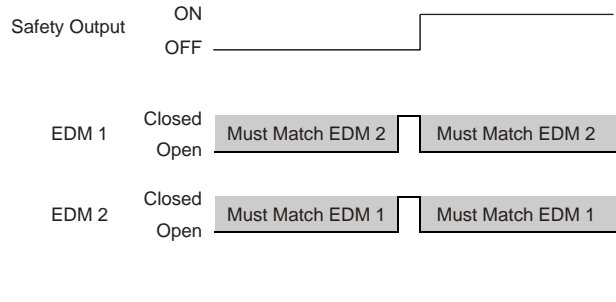 Safety Output
ON
OFF
EDM 1
Closed
Open
Must Match EDM 2
Must Match EDM 2
EDM 2
Closed
Open
Must Match EDM 1
Must Match EDM 1